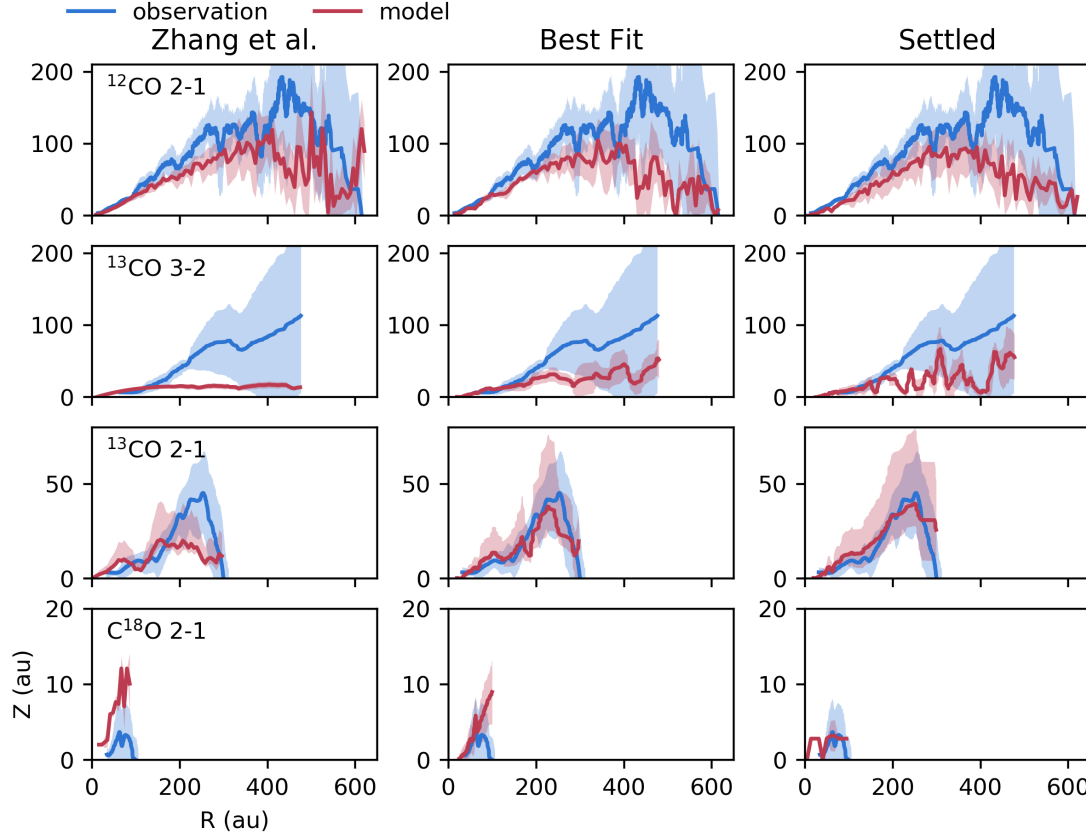 observation model
Zhang et al. Best Fit Settled
¹²CO 2-1
200 200 200
100 100 100
0 0 0
¹³CO 3-2
200 200 200
100 100 100
0 0 0
¹³CO 2-1
50 50 50
0 0 0
C¹⁸O 2-1
20 20 20
10 10 10
0 0 0
Z (au)
0 200 400 600 0 200 400 600 0 200 400 600
R (au)